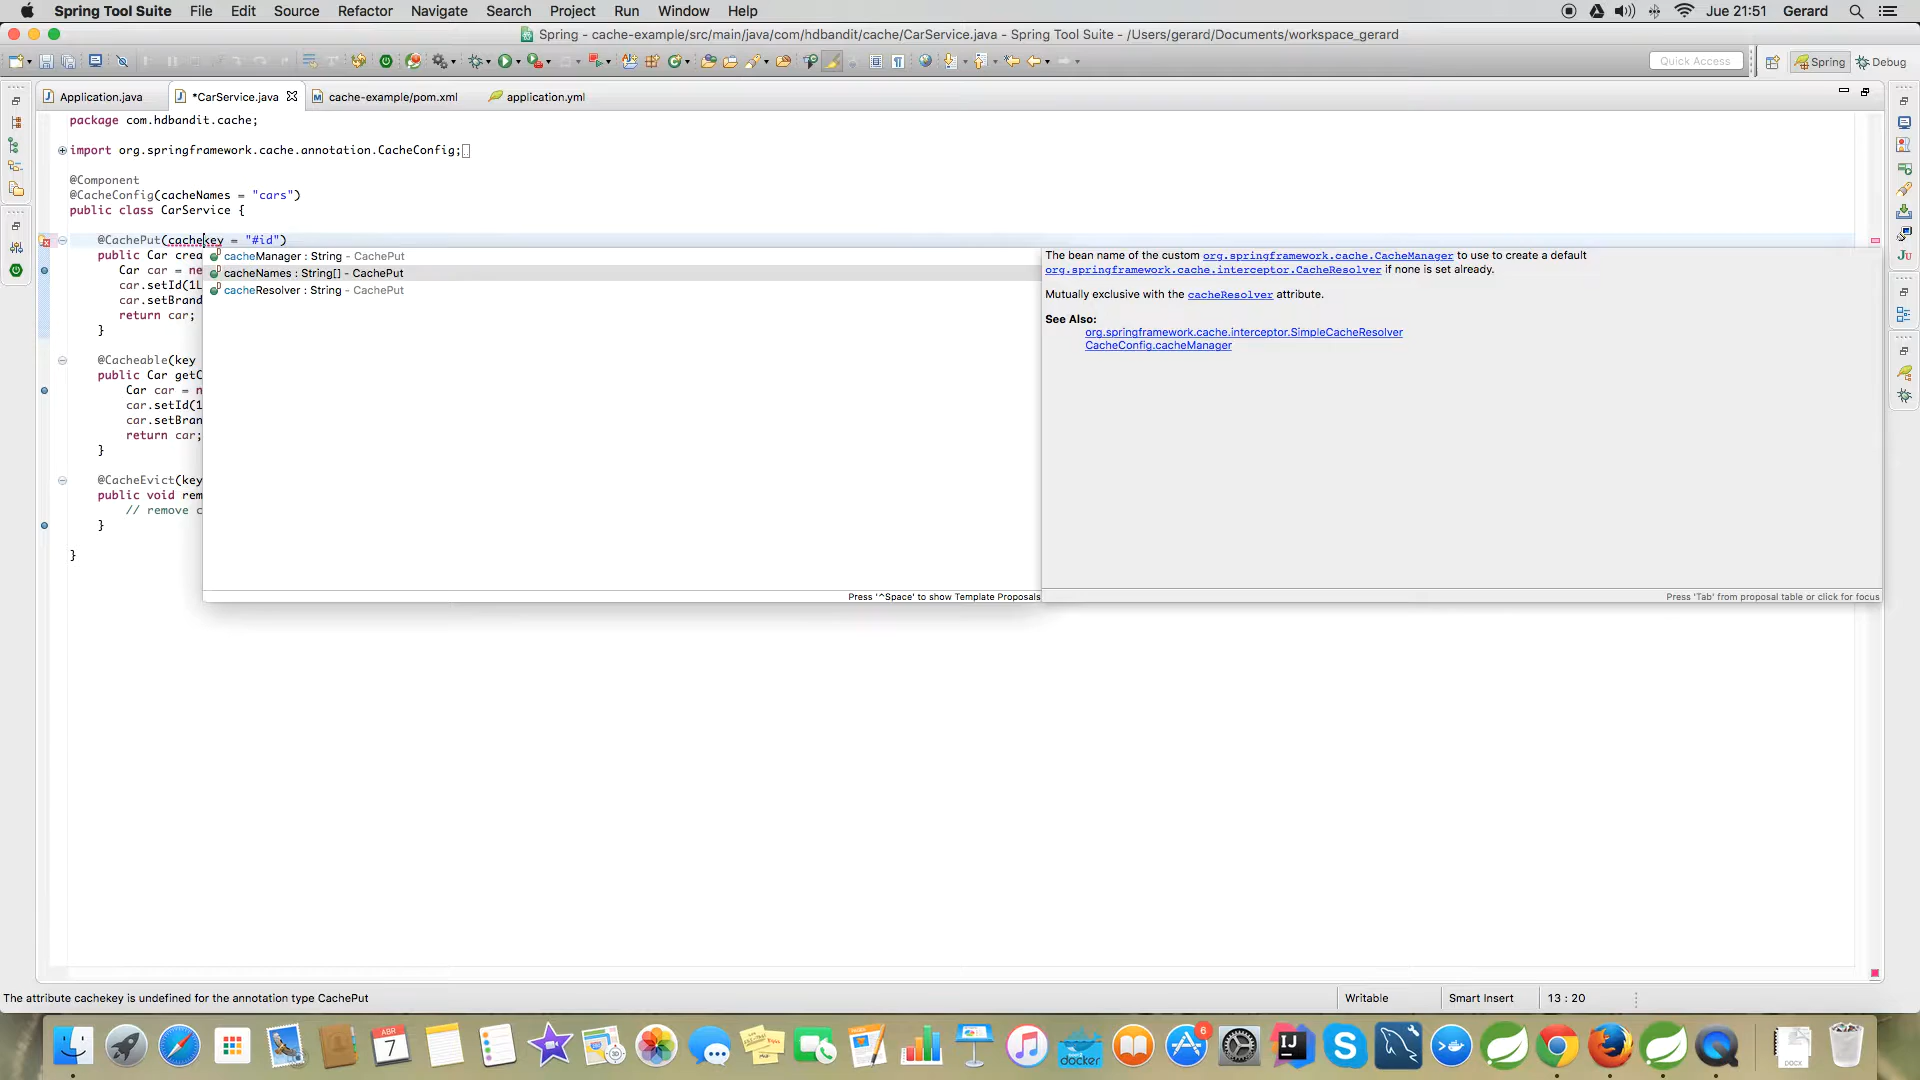 Spring Tool Suite File Edit Source Refactor Navigate Search Project Run Window Help Jue 21:51 Gerard
Spring - cache-example/src/main/java/com/hdbandit/cache/CarService.java - Spring Tool Suite - /Users/gerard/Documents/workspace_gerard
Quick Access Spring Debug
Application.java *CarService.java cache-example/pom.xml application.yml
package com.hdbandit.cache;
import org.springframework.cache.annotation.CacheConfig;
@Component
@CacheConfig(cacheNames = "cars")
public class CarService {
@CachePut(cachekey = "#id")
public Car crea
Car car = ne
car.setId(1L
car.setBrand
return car;
}
@Cacheable(key
public Car getC
Car car = n
car.setId(1
car.setBran
return car;
}
@CacheEvict(key
public void rem
// remove c
}
}
cacheManager : String - CachePut
cacheNames : String[] - CachePut
cacheResolver : String - CachePut
Press '^Space' to show Template Proposals
The bean name of the custom org.springframework.cache.CacheManager to use to create a default
org.springframework.cache.interceptor.CacheResolver if none is set already.
Mutually exclusive with the cacheResolver attribute.
See Also:
org.springframework.cache.interceptor.SimpleCacheResolver
CacheConfig.cacheManager
Press 'Tab' from proposal table or click for focus
The attribute cachekey is undefined for the annotation type CachePut Writable Smart Insert 13 : 20
ABR
7
3D
docker
6
IJ
DOCX